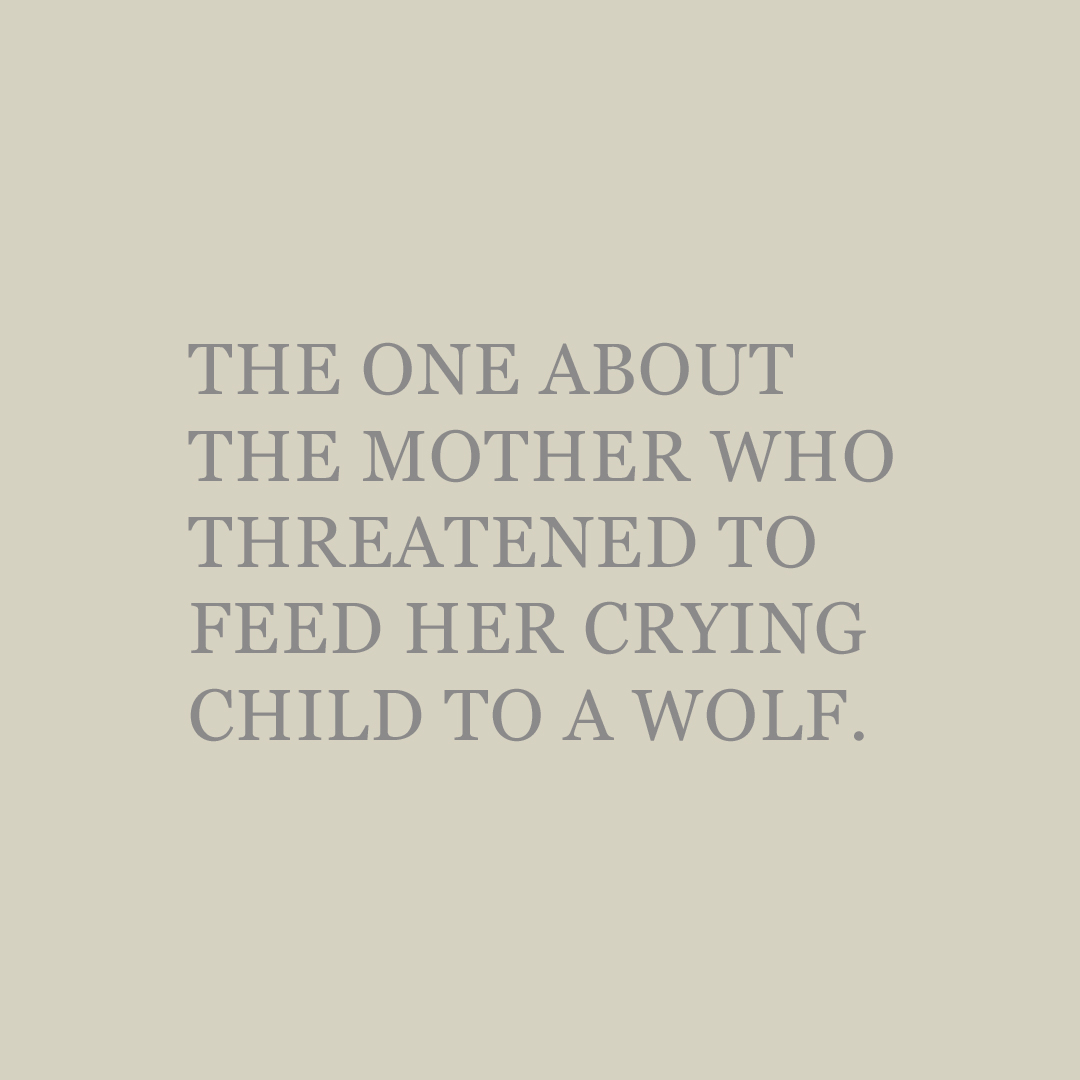 THE ONE ABOUT
THE MOTHER WHO
THREATENED TO
FEED HER CRYING
CHILD TO A WOLF.